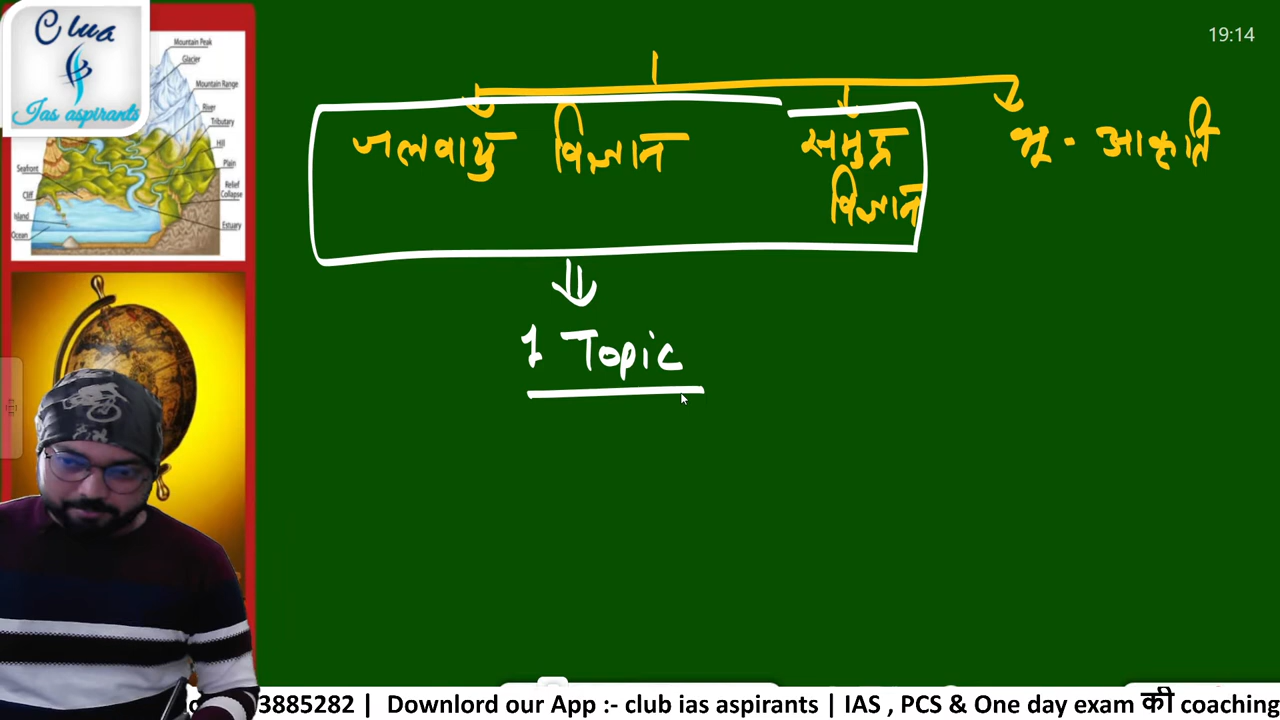 Clua
Ias aspirants
Mountain Peak
Glacier
Mountain Range
River
Tributary
Hill
Plain
Relief
Collapse
Estuary
Seafront
Cliff
Island
Ocean
19:14
जलवायु विज्ञान
समुद्र
विज्ञान
भू - आकृति
1 Topic
3885282 | Downlord our App :- club ias aspirants | IAS , PCS & One day exam की coaching